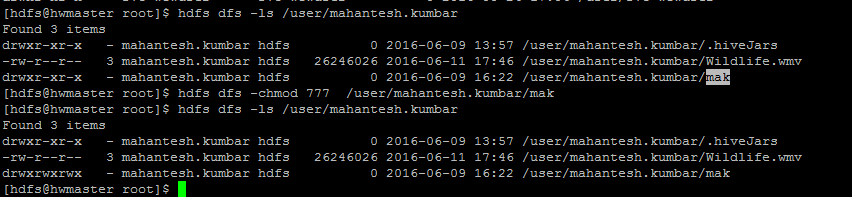 [hdfs@hwmaster root]$ hdfs dfs -ls /user/mahantesh.kumbar
Found 3 items
drwxr-xr-x   - mahantesh.kumbar hdfs          0 2016-06-09 13:57 /user/mahantesh.kumbar/.hiveJars
-rw-r--r--   3 mahantesh.kumbar hdfs   26246026 2016-06-11 17:46 /user/mahantesh.kumbar/Wildlife.wmv
drwxr-xr-x   - mahantesh.kumbar hdfs          0 2016-06-09 16:22 /user/mahantesh.kumbar/mak
[hdfs@hwmaster root]$ hdfs dfs -chmod 777  /user/mahantesh.kumbar/mak
[hdfs@hwmaster root]$ hdfs dfs -ls /user/mahantesh.kumbar
Found 3 items
drwxr-xr-x   - mahantesh.kumbar hdfs          0 2016-06-09 13:57 /user/mahantesh.kumbar/.hiveJars
-rw-r--r--   3 mahantesh.kumbar hdfs   26246026 2016-06-11 17:46 /user/mahantesh.kumbar/Wildlife.wmv
drwxrwxrwx   - mahantesh.kumbar hdfs          0 2016-06-09 16:22 /user/mahantesh.kumbar/mak
[hdfs@hwmaster root]$